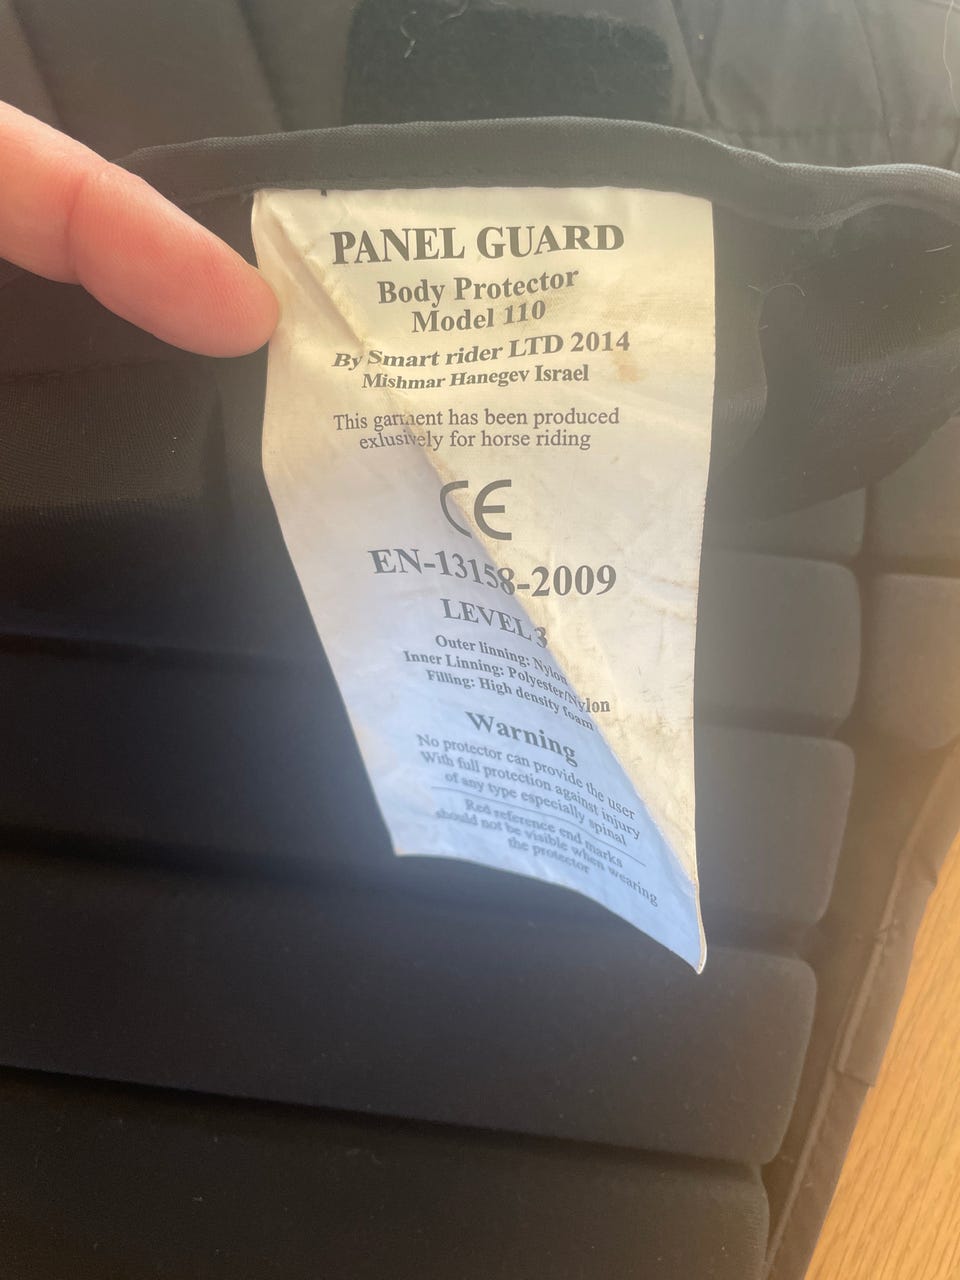 PANEL GUARD
Body Protector
Model 110
By Smart rider LTD 2014
Mishmar Hanegev Israel
This garment has been produced
exlusively for horse riding
CE
EN-13158-2009
LEVEL 3
Outer linning: Nylon
Inner Linning: Polyester/Nylon
Filling: High density foam
Warning
No protector can provide the user
With full protection against injury
of any type especially spinal
Red reference end marks
should not be visible when wearing
the protector